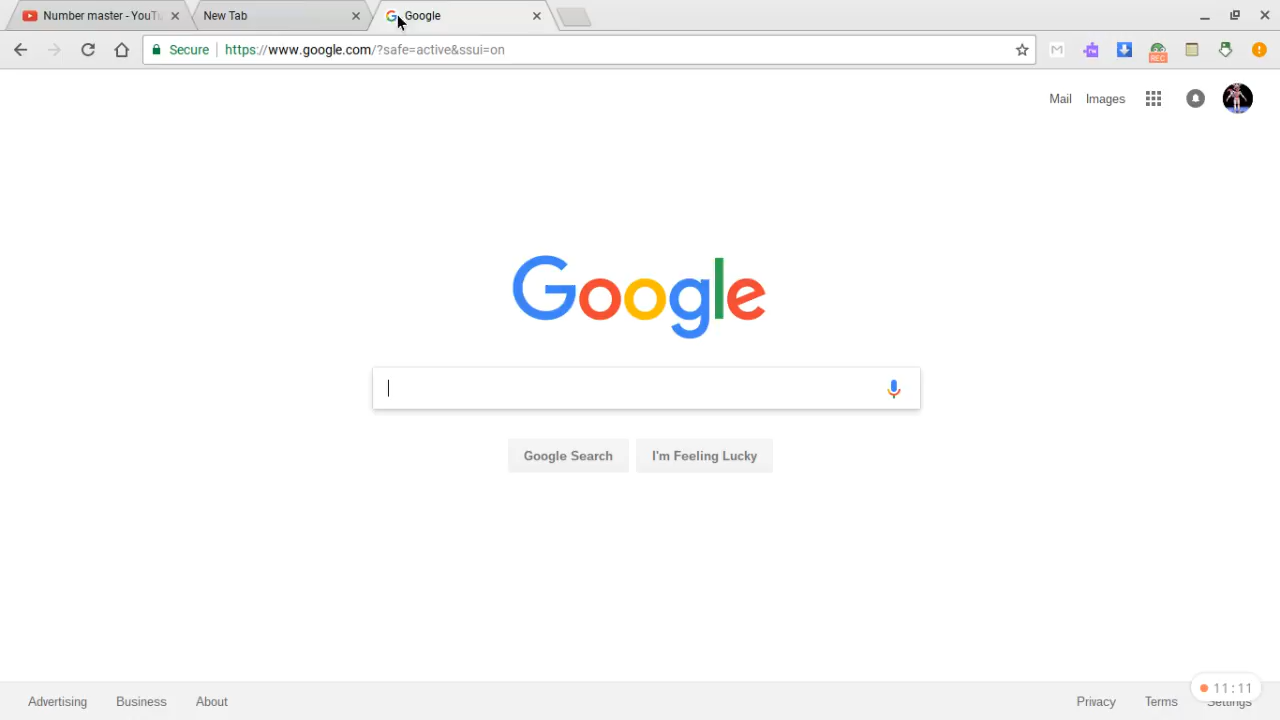 Number master - YouTu
New Tab
Google
Secure
https://www.google.com/?safe=active&ssui=on
REC
Mail
Images
Google
Google Search
I'm Feeling Lucky
Advertising
Business
About
Privacy
Terms
Settings
11:11